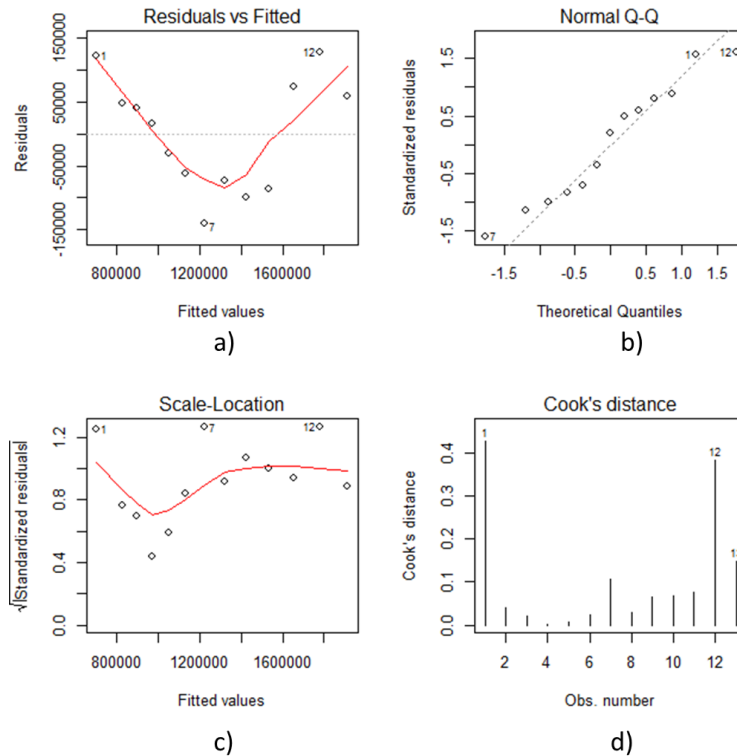 Residuals vs Fitted
Residuals
150000
50000
-50000
-150000
1
12
7
800000 1200000 1600000
Fitted values
a)
Normal Q-Q
Standardized residuals
1.5
0.5
-0.5
-1.5
1
12
7
-1.5 -0.5 0.5 1.0 1.5
Theoretical Quantiles
b)
Scale-Location
√|Standardized residuals|
1.2
0.8
0.4
0.0
1
7
12
800000 1200000 1600000
Fitted values
c)
Cook's distance
Cook's distance
0.4
0.3
0.2
0.1
0.0
1
12
2 4 6 8 10 12
Obs. number
d)